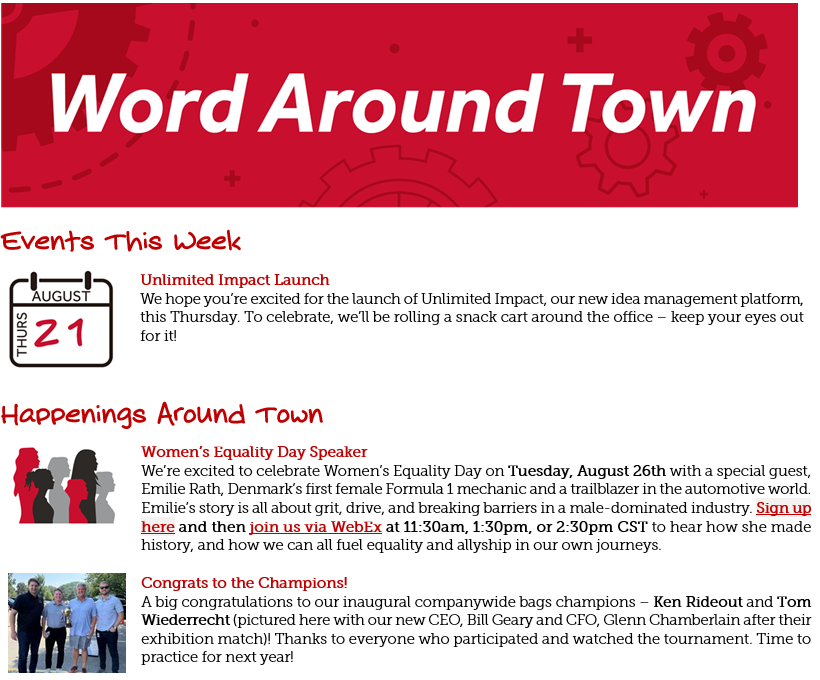 Word Around Town
Events This Week
AUGUST
THURS
21
Unlimited Impact Launch
We hope you’re excited for the launch of Unlimited Impact, our new idea management platform,
this Thursday. To celebrate, we’ll be rolling a snack cart around the office – keep your eyes out
for it!
Happenings Around Town
Women’s Equality Day Speaker
We’re excited to celebrate Women’s Equality Day on Tuesday, August 26th with a special guest,
Emilie Rath, Denmark’s first female Formula 1 mechanic and a trailblazer in the automotive world.
Emilie’s story is all about grit, drive, and breaking barriers in a male-dominated industry. Sign up
here and then join us via WebEx at 11:30am, 1:30pm, or 2:30pm CST to hear how she made
history, and how we can all fuel equality and allyship in our own journeys.
Congrats to the Champions!
A big congratulations to our inaugural companywide bags champions – Ken Rideout and Tom
Wiederrecht (pictured here with our new CEO, Bill Geary and CFO, Glenn Chamberlain after their
exhibition match)! Thanks to everyone who participated and watched the tournament. Time to
practice for next year!